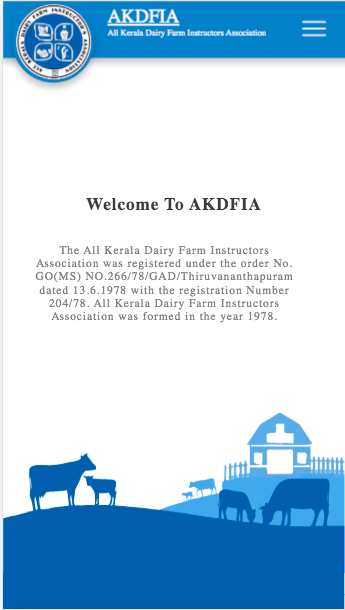 AKDFIA
All Kerala Dairy Farm Instructors Association
ALL KERALA DAIRY FARM INSTRUCTORS ASSOCIATION
Welcome To AKDFIA
The All Kerala Dairy Farm Instructors
Association was registered under the order No.
GO(MS) NO.266/78/GAD/Thiruvananthapuram
dated 13.6.1978 with the registration Number
204/78. All Kerala Dairy Farm Instructors
Association was formed in the year 1978.